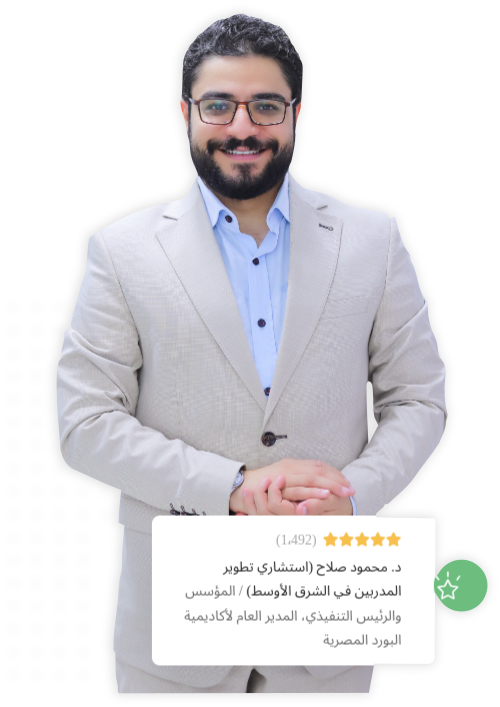 (1،492)
د. محمود صلاح (استشاري تطوير
المدربين في الشرق الأوسط) / المؤسس
والرئيس التنفيذي، المدير العام لأكاديمية
البورد المصرية